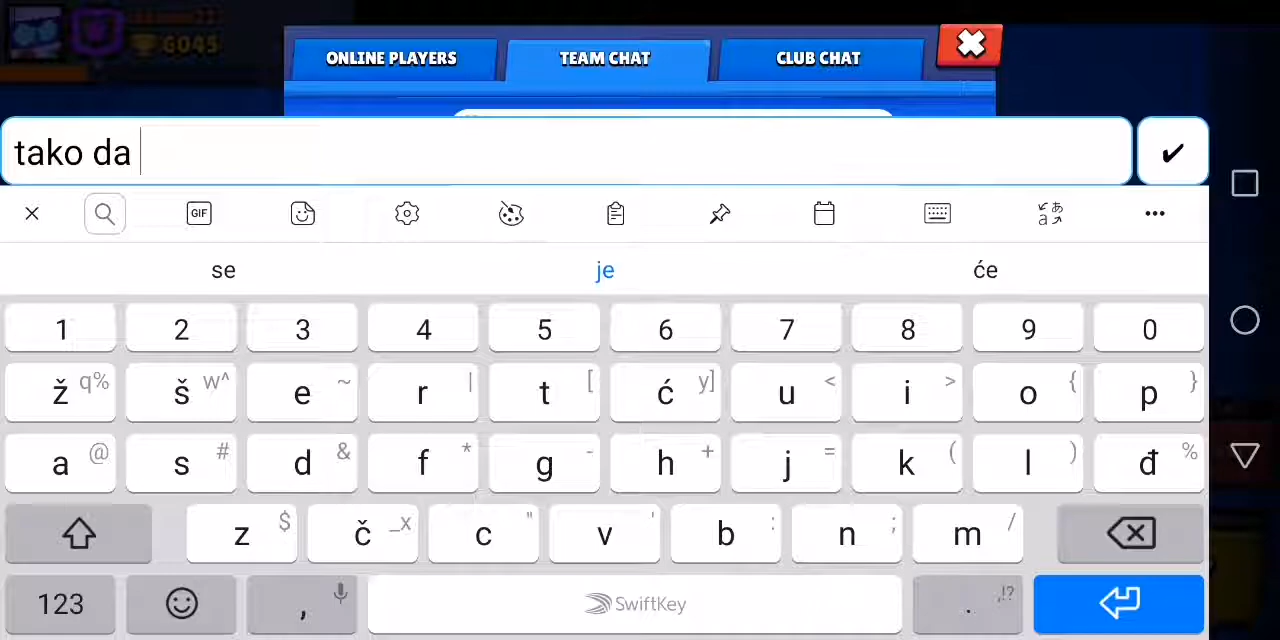 6045
ONLINE PLAYERS
TEAM CHAT
CLUB CHAT
tako da
GIF
se je će
1 2 3 4 5 6 7 8 9 0
ž q% š w^ e ~ r | t [ ć y] u < i > o { p }
a @ s # d & f * g - h + j = k ( l ) đ %
z $ č _x c " v ' b : n ; m /
123 , SwiftKey . ,!?